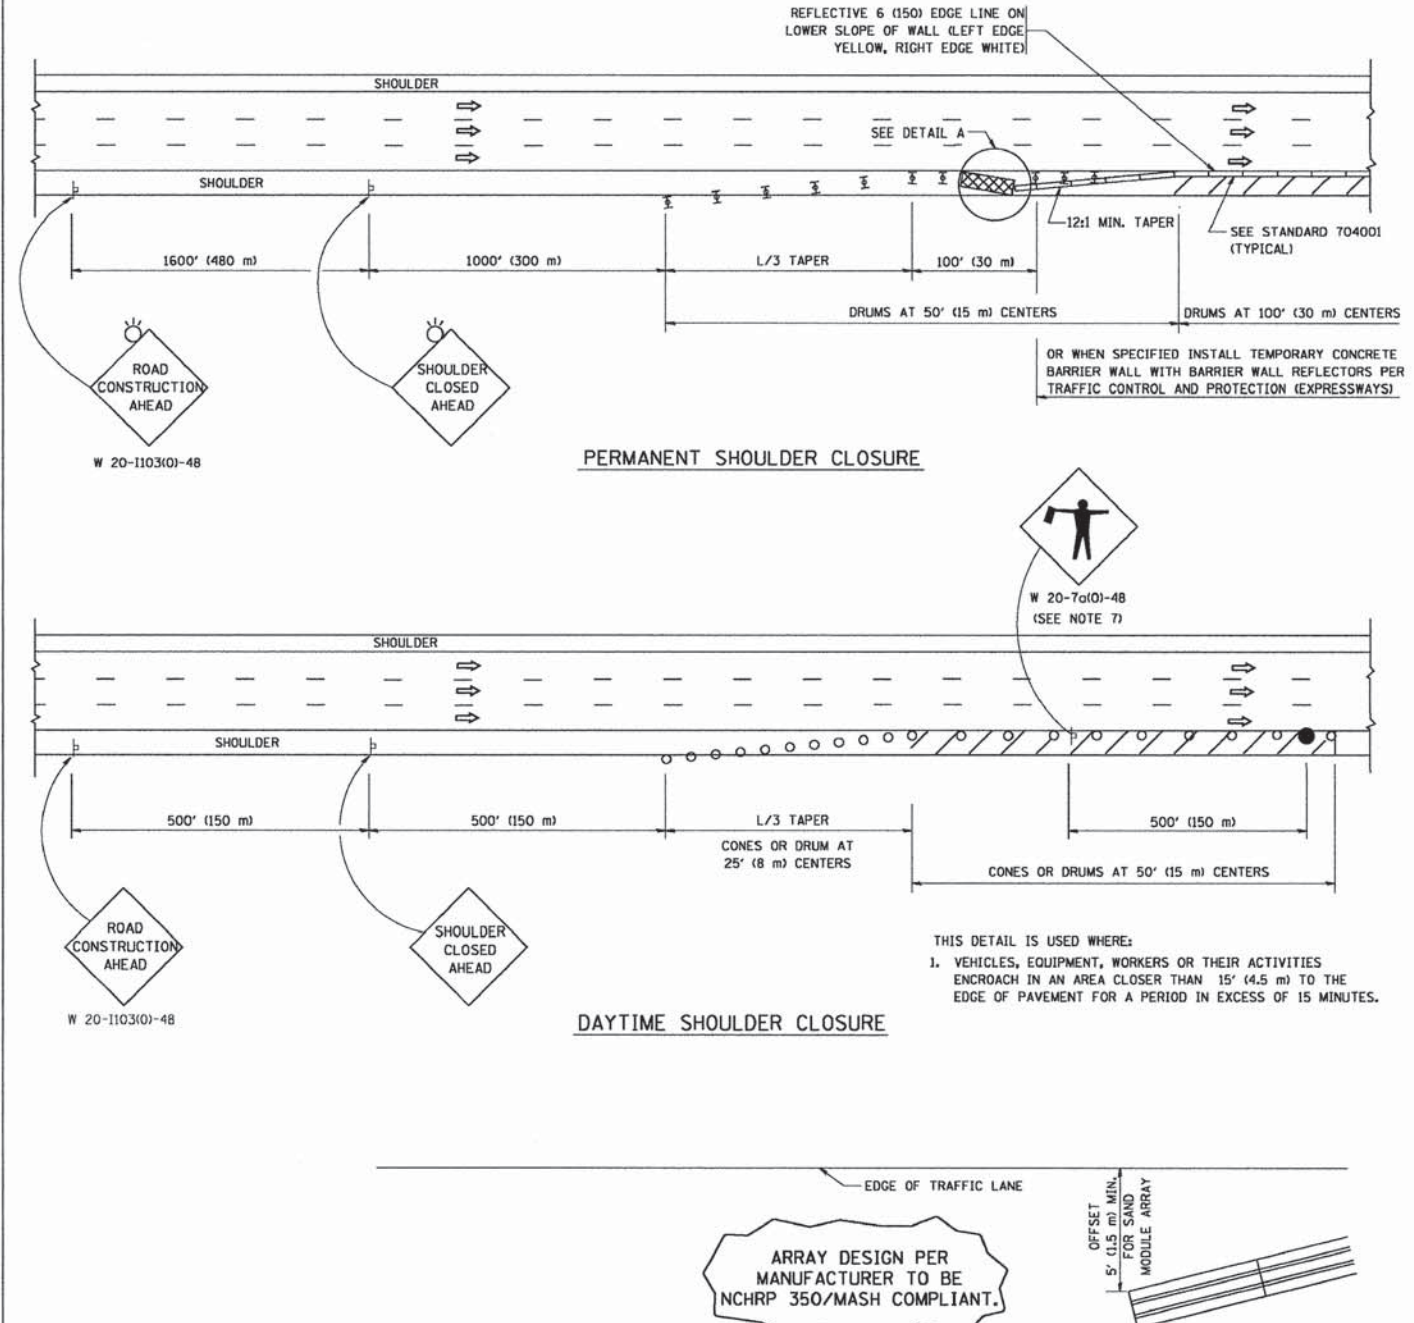 REFLECTIVE 6 (150) EDGE LINE ON
LOWER SLOPE OF WALL (LEFT EDGE
YELLOW, RIGHT EDGE WHITE)
SHOULDER
SEE DETAIL A
SHOULDER
12:1 MIN. TAPER
SEE STANDARD 704001
(TYPICAL)
1600' (480 m)
1000' (300 m)
L/3 TAPER
100' (30 m)
DRUMS AT 50' (15 m) CENTERS
DRUMS AT 100' (30 m) CENTERS
OR WHEN SPECIFIED INSTALL TEMPORARY CONCRETE
BARRIER WALL WITH BARRIER WALL REFLECTORS PER
TRAFFIC CONTROL AND PROTECTION (EXPRESSWAYS)
ROAD
CONSTRUCTION
AHEAD
SHOULDER
CLOSED
AHEAD
W 20-I103(0)-48
PERMANENT SHOULDER CLOSURE
W 20-7a(0)-48
(SEE NOTE 7)
SHOULDER
SHOULDER
500' (150 m)
500' (150 m)
L/3 TAPER
500' (150 m)
CONES OR DRUM AT
25' (8 m) CENTERS
CONES OR DRUMS AT 50' (15 m) CENTERS
ROAD
CONSTRUCTION
AHEAD
SHOULDER
CLOSED
AHEAD
W 20-I103(0)-48
THIS DETAIL IS USED WHERE:
1. VEHICLES, EQUIPMENT, WORKERS OR THEIR ACTIVITIES
ENCROACH IN AN AREA CLOSER THAN 15' (4.5 m) TO THE
EDGE OF PAVEMENT FOR A PERIOD IN EXCESS OF 15 MINUTES.
DAYTIME SHOULDER CLOSURE
EDGE OF TRAFFIC LANE
OFFSET
5' (1.5 m) MIN.
FOR SAND
MODULE ARRAY
ARRAY DESIGN PER
MANUFACTURER TO BE
NCHRP 350/MASH COMPLIANT.